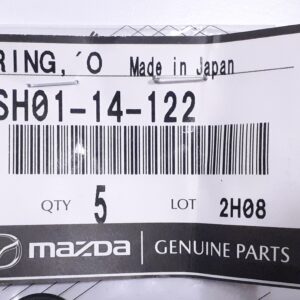 RING,´O Made in Japan
SH01-14-122
QTY 5 LOT 2H08
mazda GENUINE PARTS